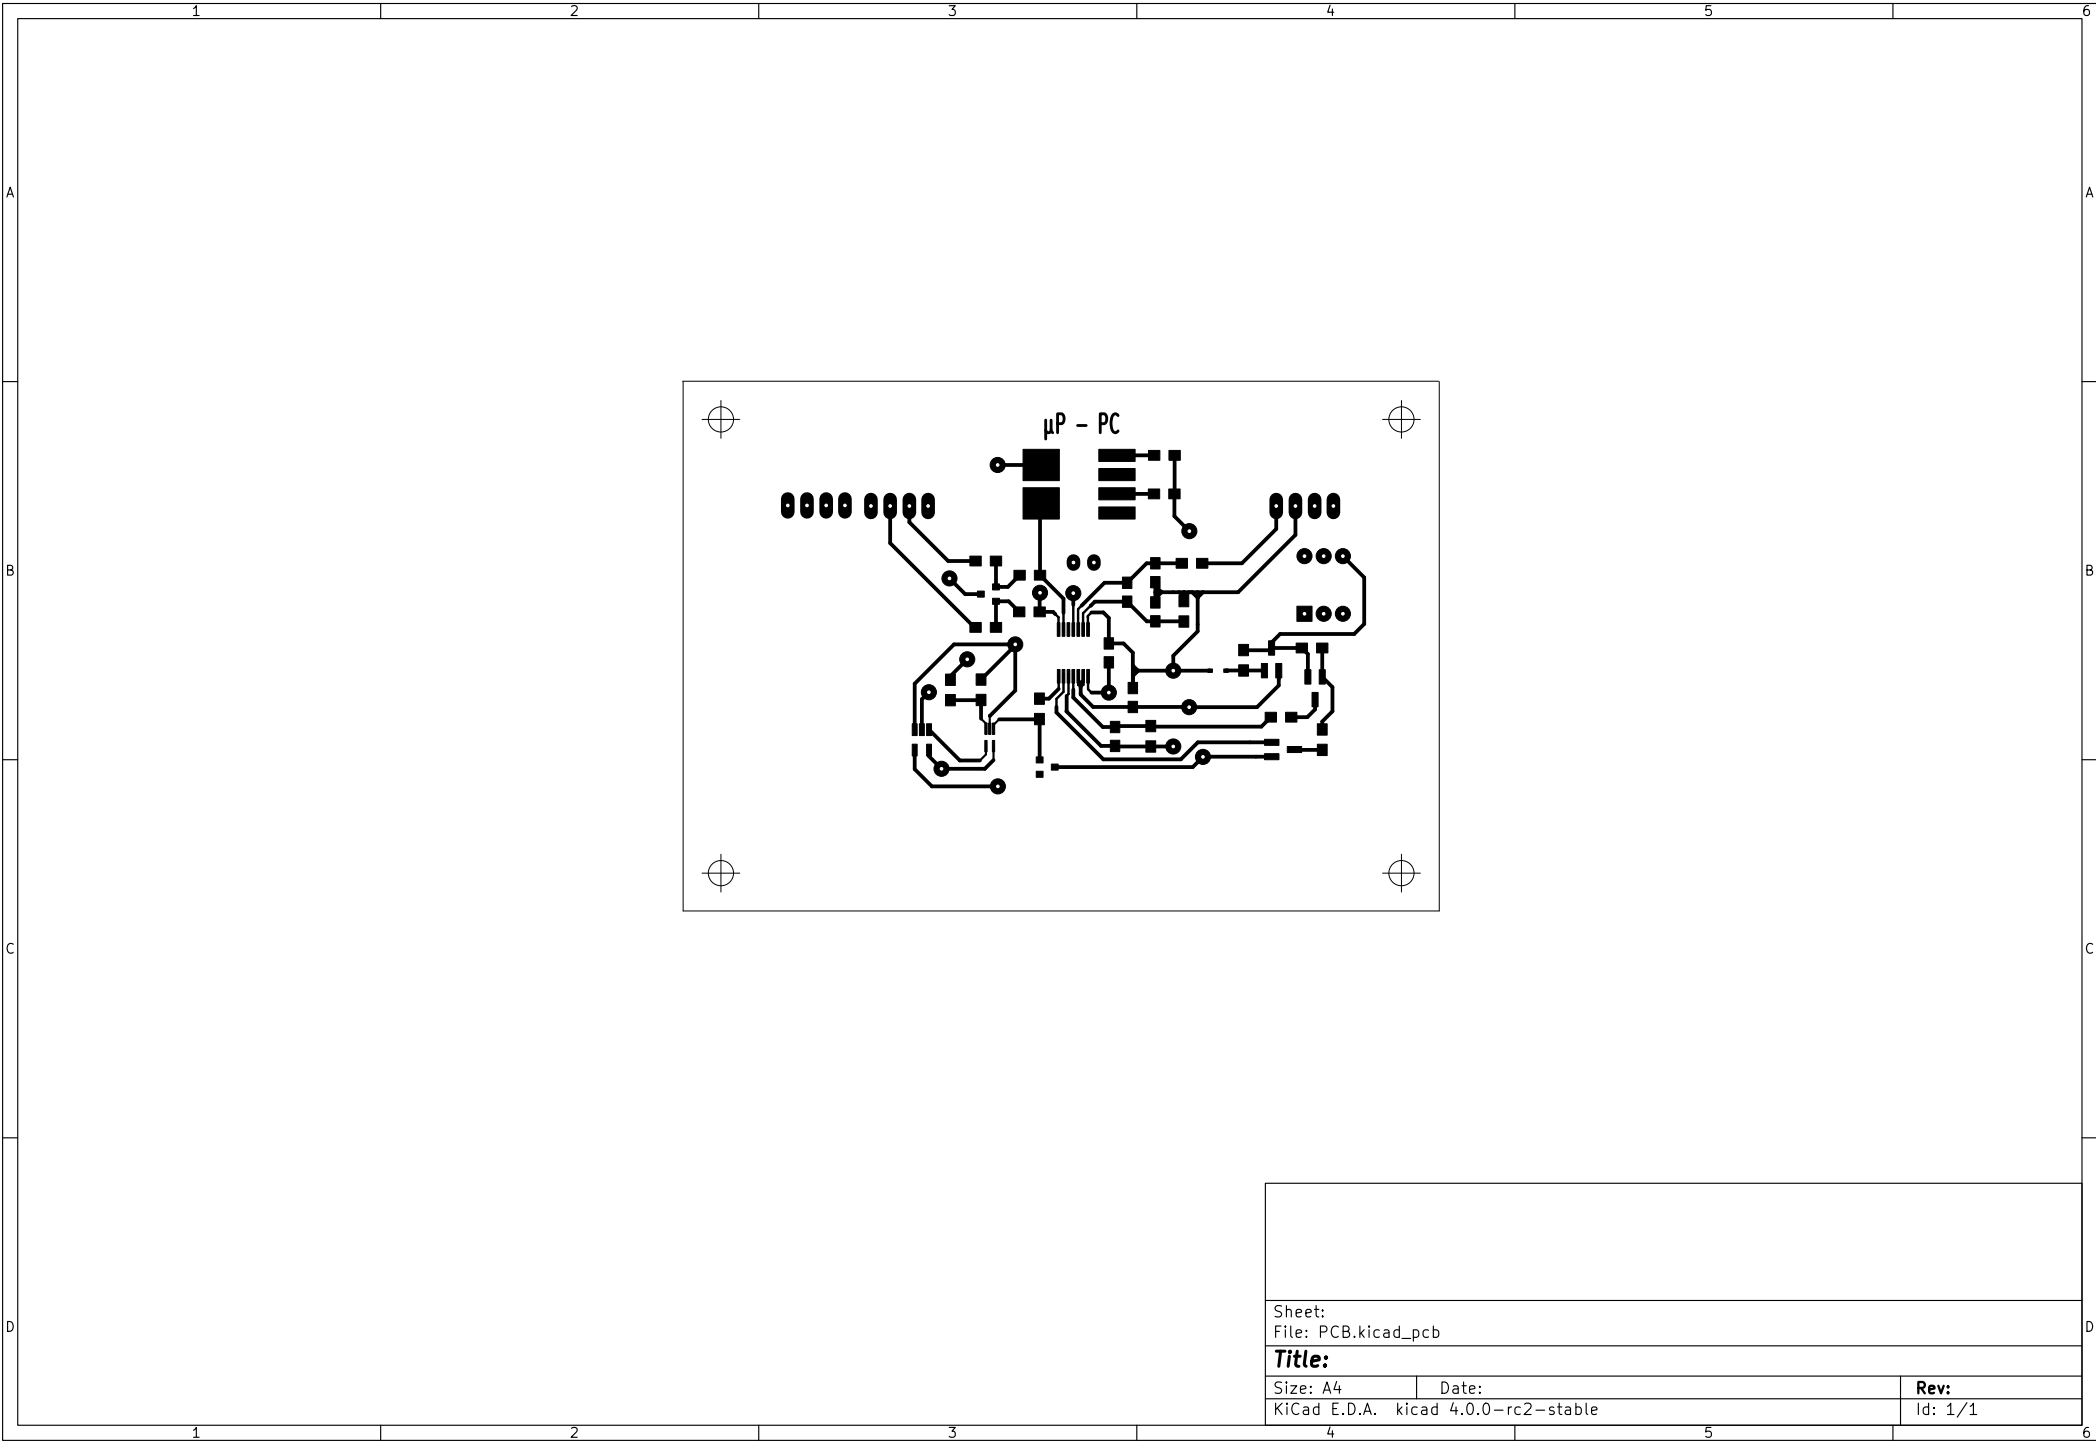 1 2 3 4 5 6
A A
µP - PC
B B
C C
D D
Sheet:
File: PCB.kicad_pcb
Title:
Size: A4 Date: Rev:
KiCad E.D.A. kicad 4.0.0-rc2-stable Id: 1/1
1 2 3 4 5 6